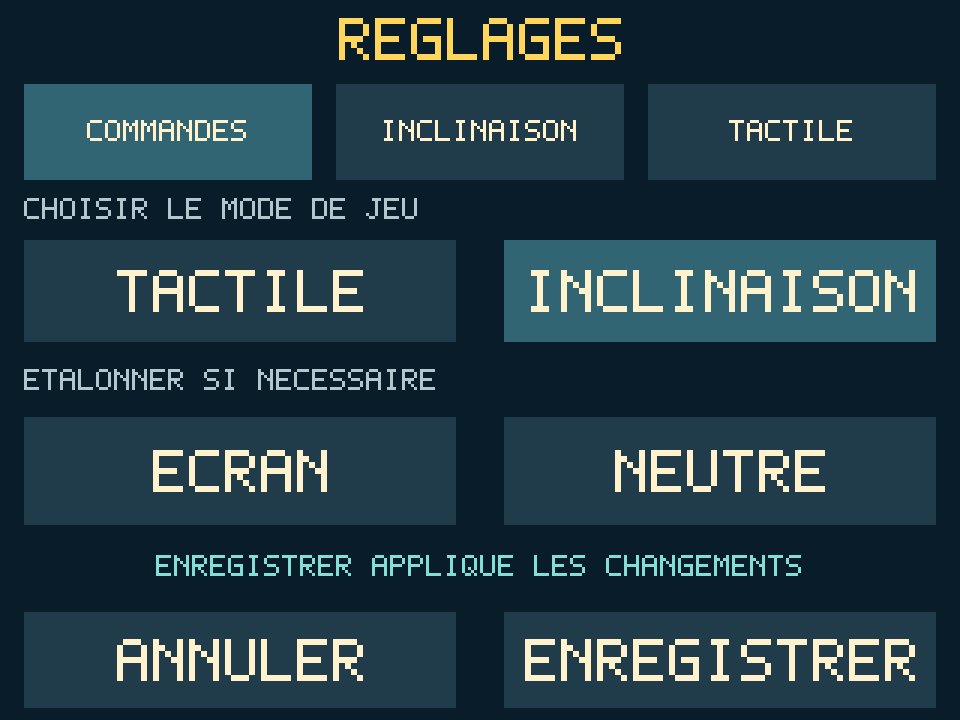 REGLAGES
COMMANDES INCLINAISON TACTILE
CHOISIR LE MODE DE JEU
TACTILE INCLINAISON
ETALONNER SI NECESSAIRE
ECRAN NEUTRE
ENREGISTRER APPLIQUE LES CHANGEMENTS
ANNULER ENREGISTRER